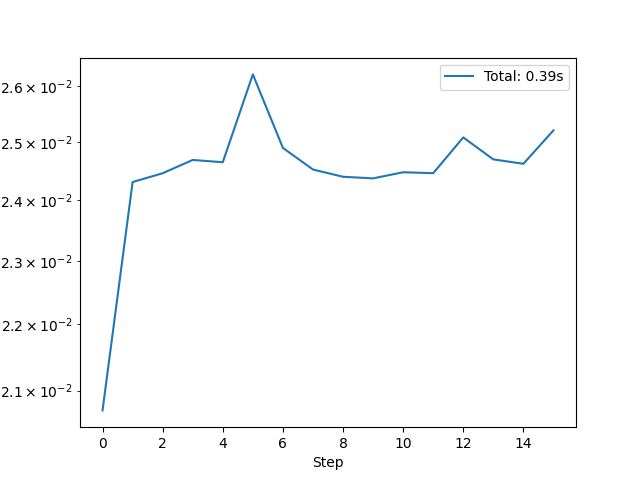 Total: 0.39s
2.6 × 10⁻²
2.5 × 10⁻²
2.4 × 10⁻²
2.3 × 10⁻²
2.2 × 10⁻²
2.1 × 10⁻²
0 2 4 6 8 10 12 14
Step